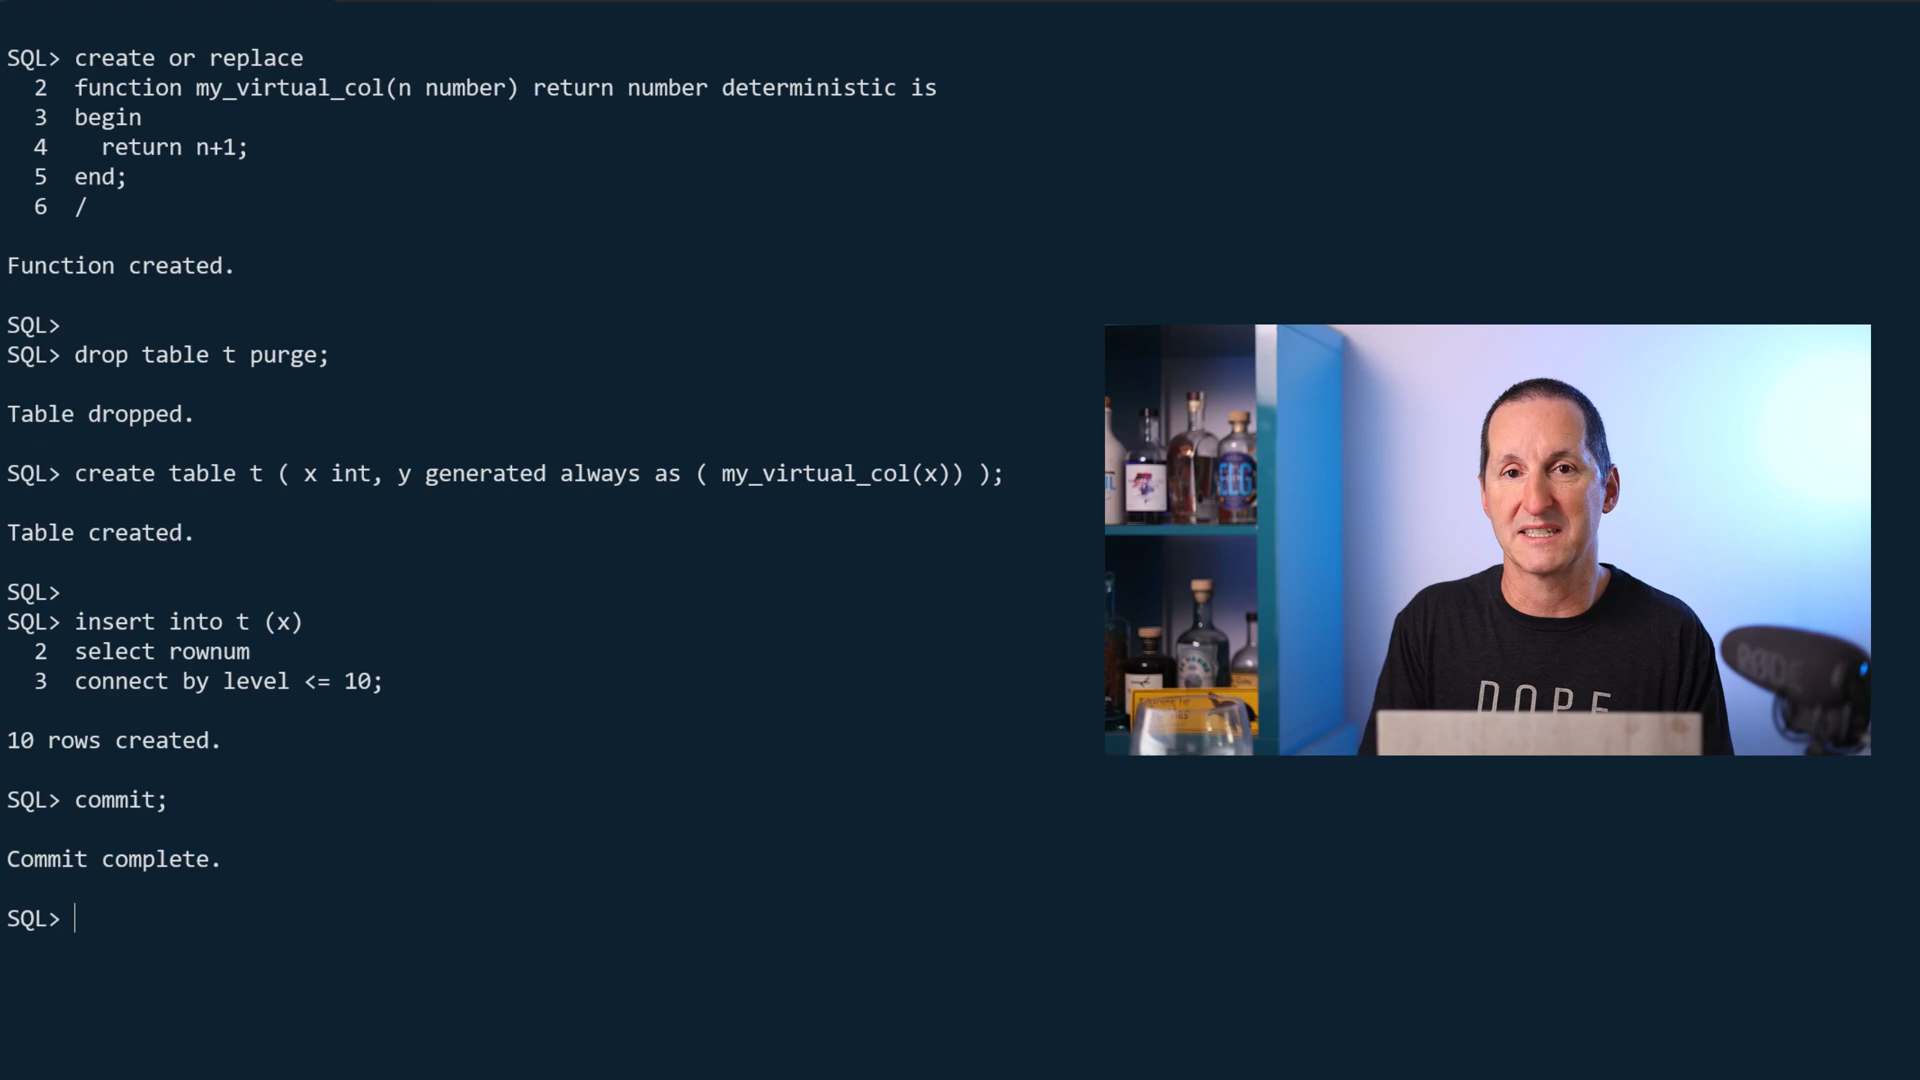 SQL> create or replace
  2  function my_virtual_col(n number) return number deterministic is
  3  begin
  4    return n+1;
  5  end;
  6  /
Function created.
SQL>
SQL> drop table t purge;
Table dropped.
SQL> create table t ( x int, y generated always as ( my_virtual_col(x)) );
Table created.
SQL>
SQL> insert into t (x)
  2  select rownum
  3  connect by level <= 10;
10 rows created.
SQL> commit;
Commit complete.
SQL>
ELG
RØDE
DOPE